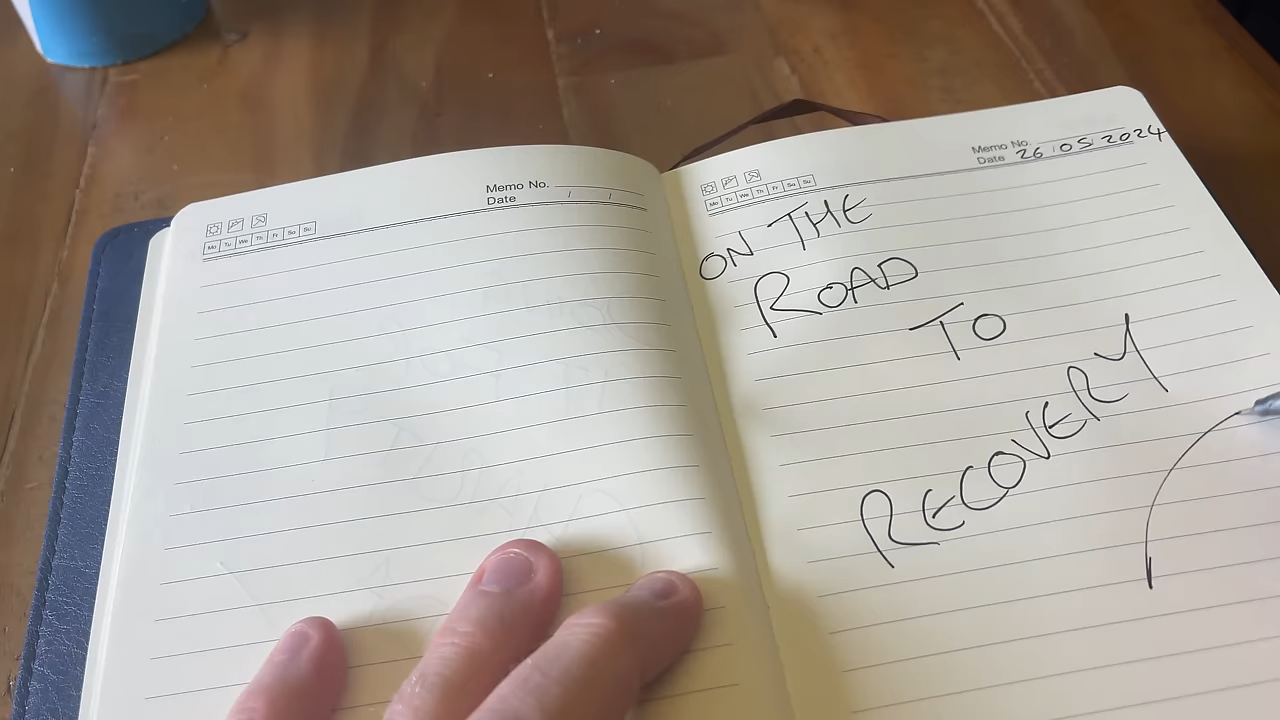 Memo No.
Date / /
Mo Tu We Th Fr Sa Su
Memo No.
Date 26/05/2024
Mo Tu We Th Fr Sa Su
ON THE
ROAD
TO
RECOVERY